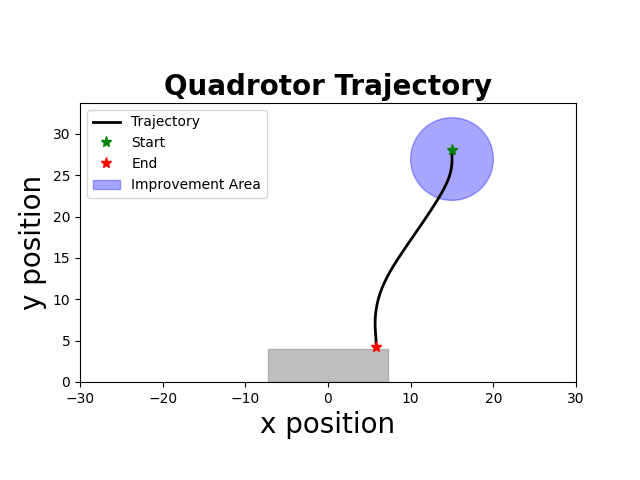 Quadrotor Trajectory
Trajectory
Start
End
Improvement Area
y position
30
25
20
15
10
5
0
−30
−20
−10
0
10
20
30
x position